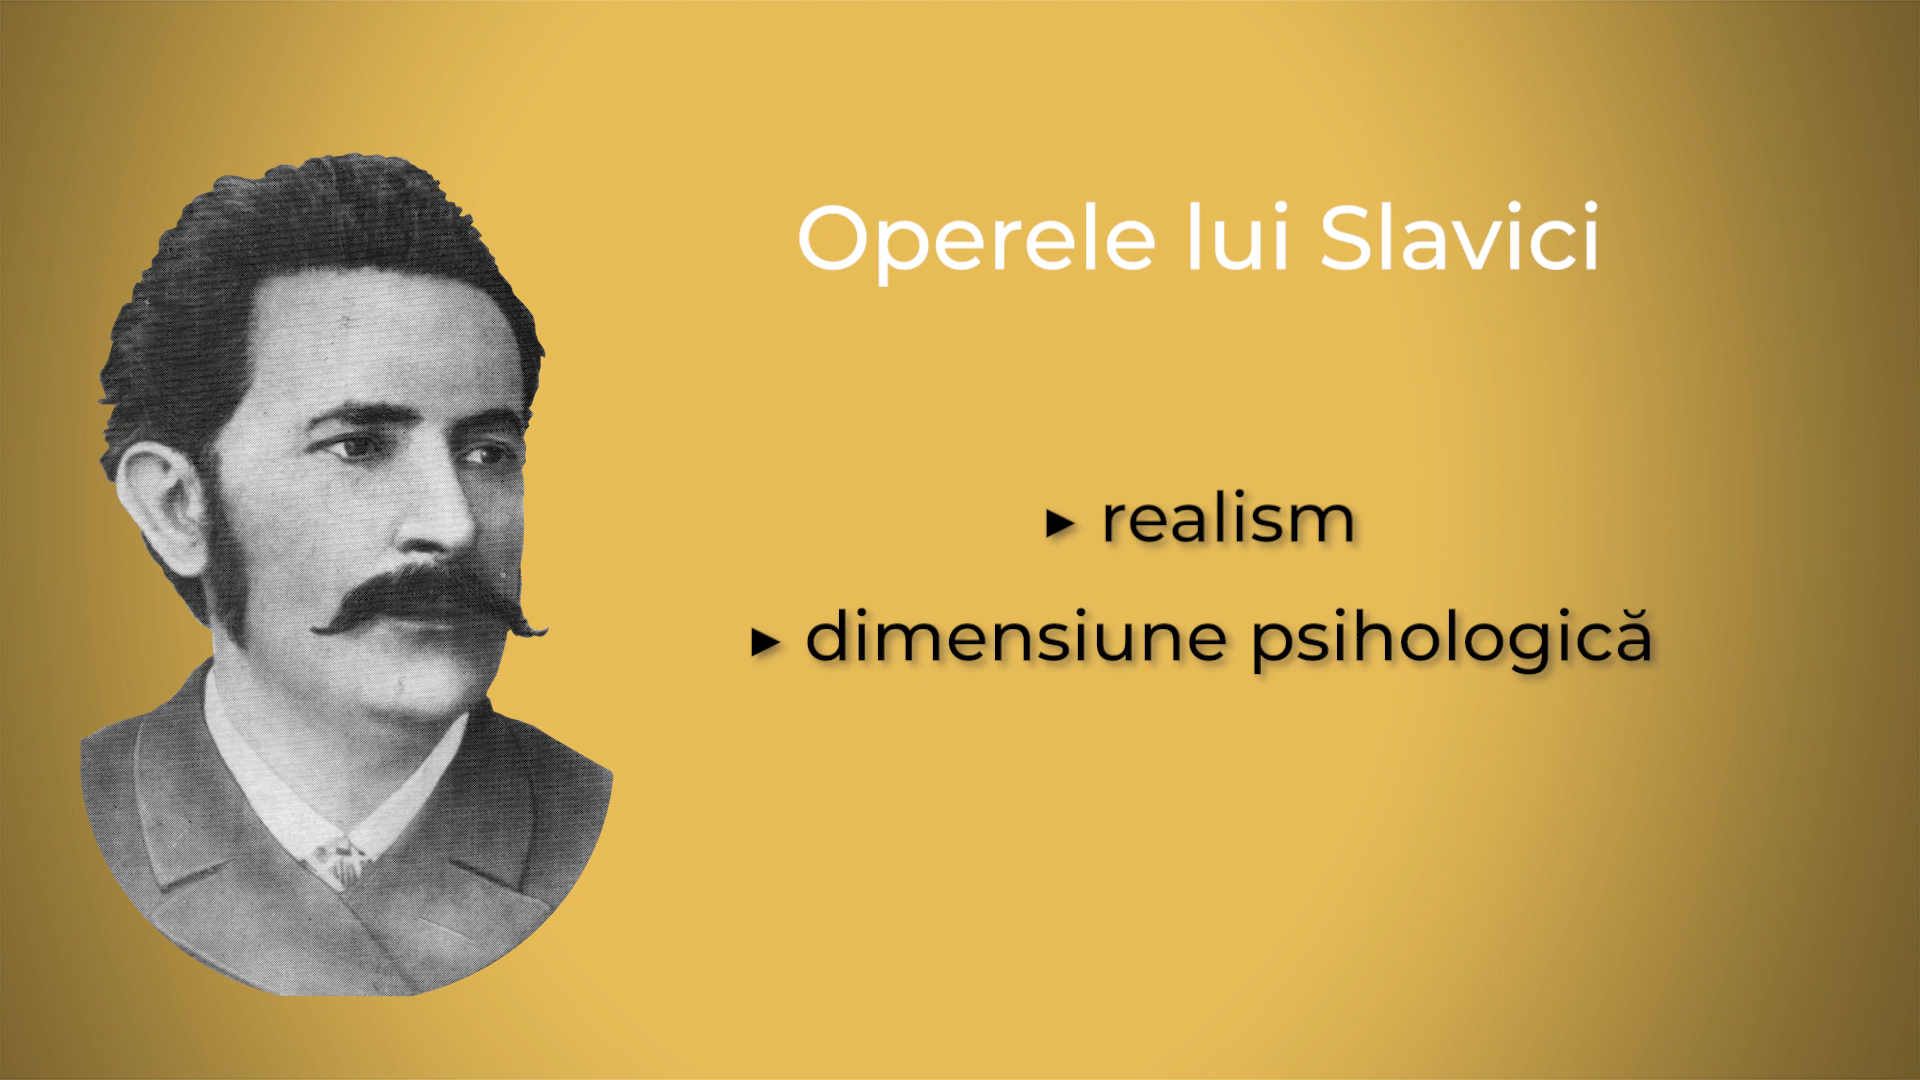 Operele lui Slavici
▸ realism
▸ dimensiune psihologică